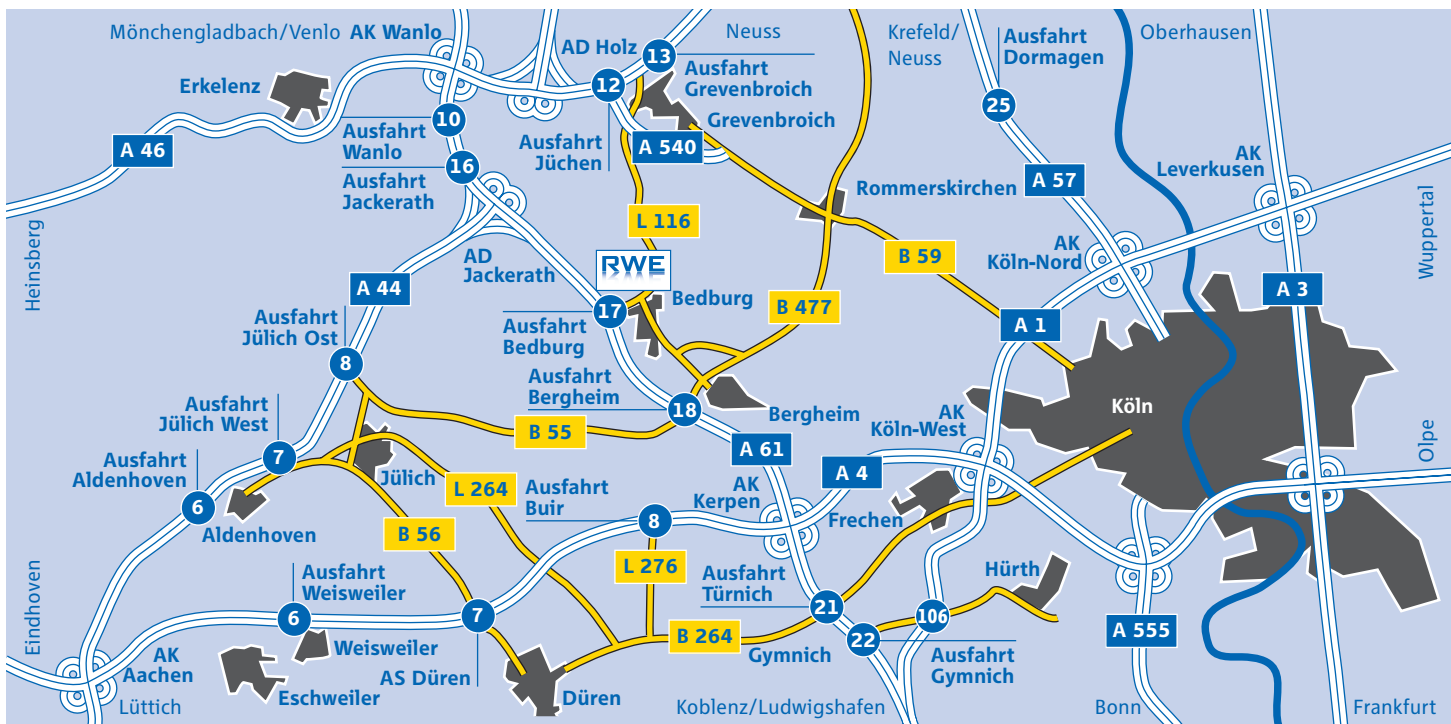 Mönchengladbach/Venlo AK Wanlo
AD Holz
13
Neuss
Krefeld/
Neuss
Ausfahrt
Dormagen
Oberhausen
Erkelenz
12
Ausfahrt
Grevenbroich
Grevenbroich
25
10
Ausfahrt
Wanlo
A 46
Ausfahrt
Jüchen
A 540
AK
Leverkusen
16
Ausfahrt
Jackerath
Rommerskirchen
A 57
L 116
Heinsberg
Wuppertal
AD
Jackerath
RWE
B 59
AK
Köln-Nord
A 44
Bedburg
B 477
A 3
17
Ausfahrt
Jülich Ost
Ausfahrt
Bedburg
A 1
8
Ausfahrt
Bergheim
18
Bergheim
Köln
Ausfahrt
Jülich West
B 55
AK
Köln-West
Olpe
7
A 61
Ausfahrt
Aldenhoven
Jülich
L 264
A 4
6
Ausfahrt
Buir
AK
Kerpen
8
Frechen
Aldenhoven
B 56
L 276
Ausfahrt
Türnich
Hürth
Ausfahrt
Weisweiler
Eindhoven
6
7
21
106
22
A 555
B 264
Gymnich
Weisweiler
AK
Aachen
AS Düren
Ausfahrt
Gymnich
Eschweiler
Düren
Lüttich
Koblenz/Ludwigshafen
Bonn
Frankfurt